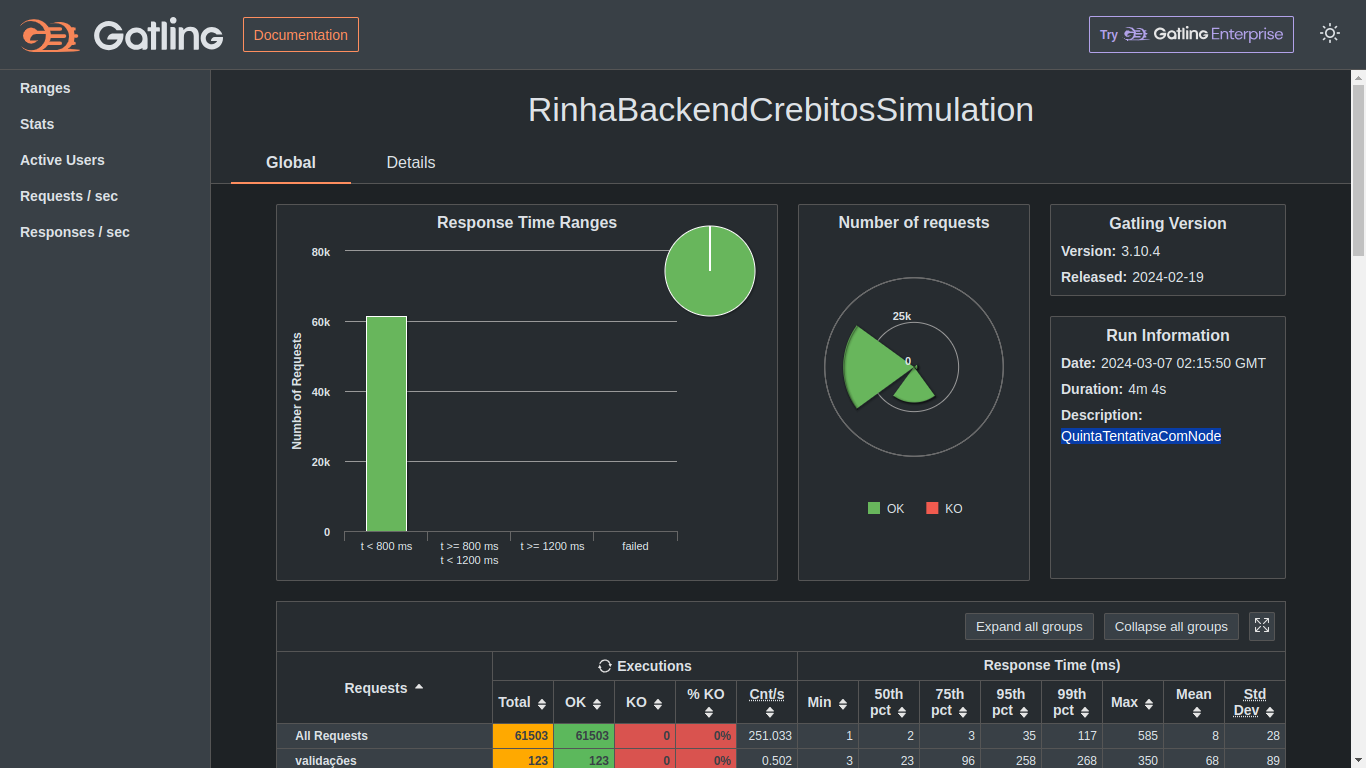 Gatling
Documentation
Try Gatling Enterprise
Ranges
Stats
Active Users
Requests / sec
Responses / sec
RinhaBackendCrebitosSimulation
Global
Details
Response Time Ranges
Number of Requests
80k
60k
40k
20k
0
t < 800 ms
t >= 800 ms
t < 1200 ms
t >= 1200 ms
failed
Number of requests
25k
0
OK
KO
Gatling Version
Version: 3.10.4
Released: 2024-02-19
Run Information
Date: 2024-03-07 02:15:50 GMT
Duration: 4m 4s
Description:
QuintaTentativaComNode
Expand all groups
Collapse all groups
Requests
Executions
Response Time (ms)
Total OK KO % KO Cnt/s Min 50th pct 75th pct 95th pct 99th pct Max Mean Std Dev
All Requests 61503 61503 0 0% 251.033 1 2 3 35 117 585 8 28
validações 123 123 0 0% 0.502 3 23 96 258 268 350 68 89